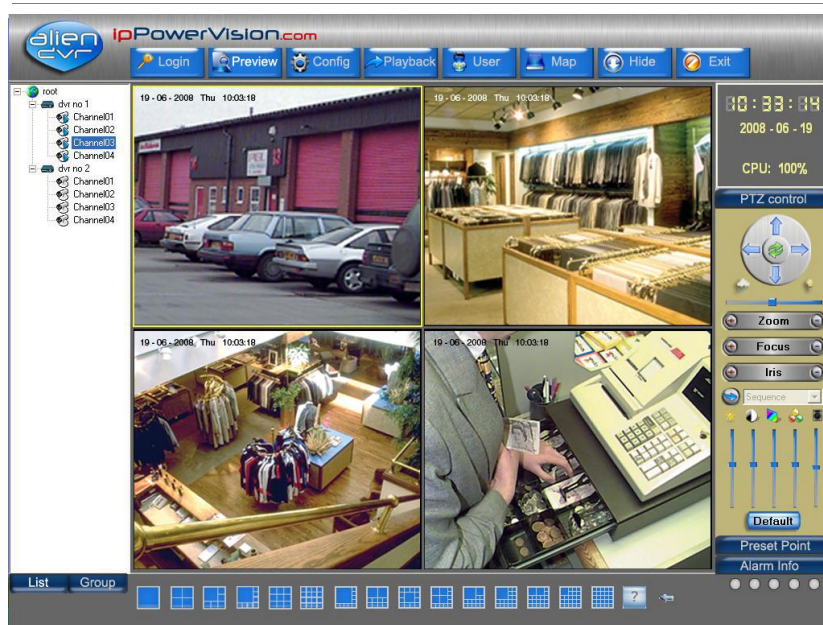 alien dvr
ipPowerVision.com
Login Preview Config Playback User Map Hide Exit
root
dvr no 1
Channel01
Channel02
Channel03
Channel04
dvr no 2
Channel01
Channel02
Channel03
Channel04
19 - 06 - 2008 Thu 10:03:18
19 - 06 - 2008 Thu 10:03:18
19 - 06 - 2008 Thu 10:03:18
19 - 06 - 2008 Thu 10:03:18
10:33:14
2008 - 06 - 19
CPU: 100%
PTZ control
Zoom
Focus
Iris
Sequence
Default
Preset Point
Alarm Info
List Group
?